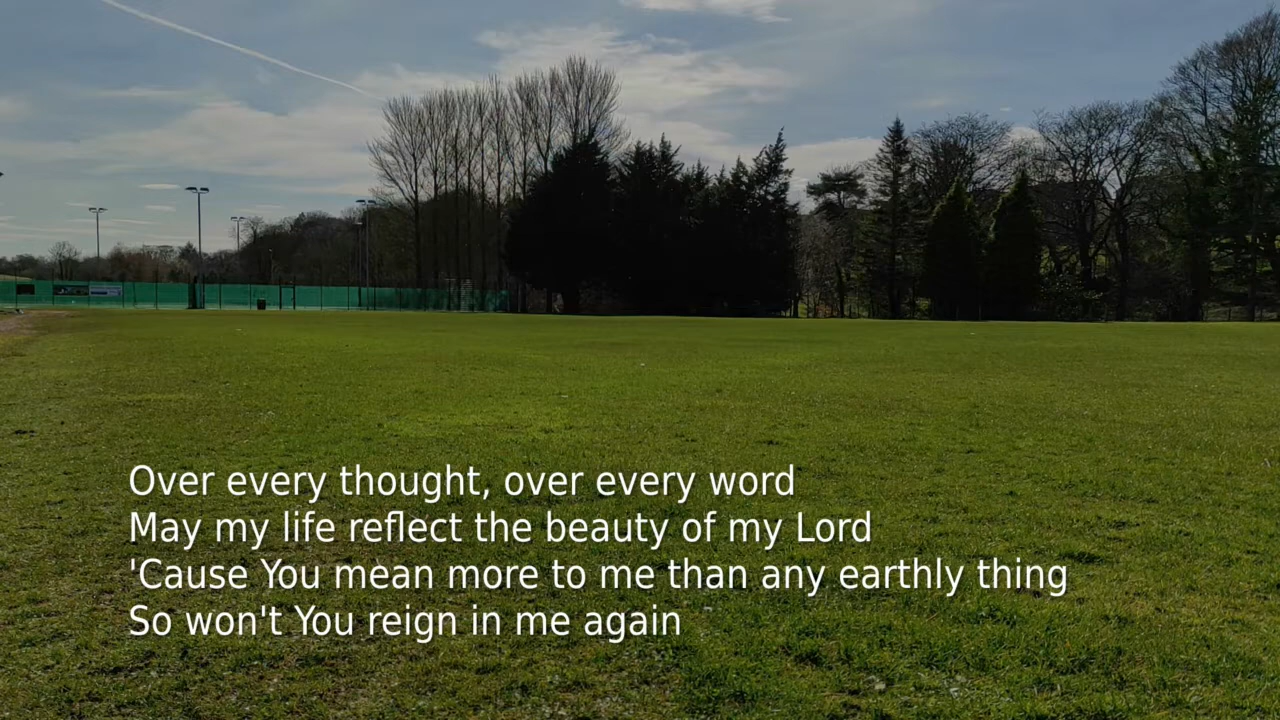 Over every thought, over every word
May my life reflect the beauty of my Lord
'Cause You mean more to me than any earthly thing
So won't You reign in me again